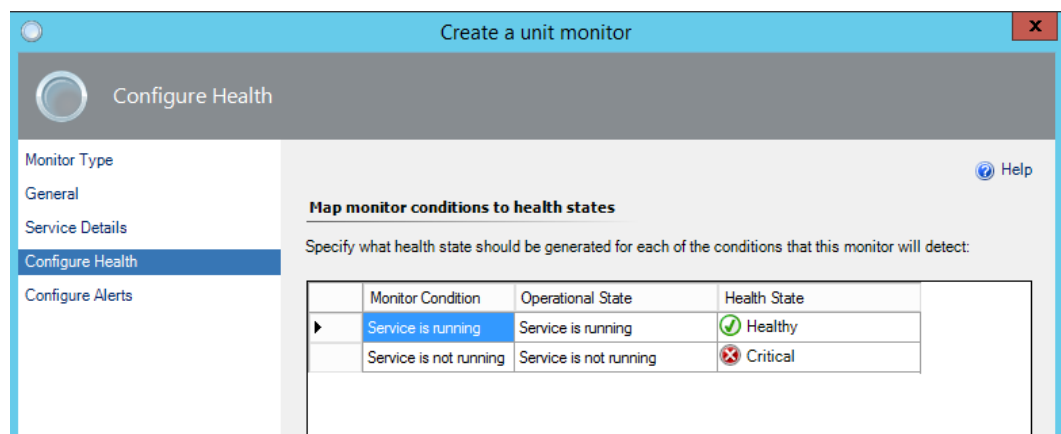 Create a unit monitor
x
Configure Health
Monitor Type
General
Service Details
Configure Health
Configure Alerts
Help
Map monitor conditions to health states
Specify what health state should be generated for each of the conditions that this monitor will detect:
Monitor Condition Operational State Health State
Service is running Service is running Healthy
Service is not running Service is not running Critical